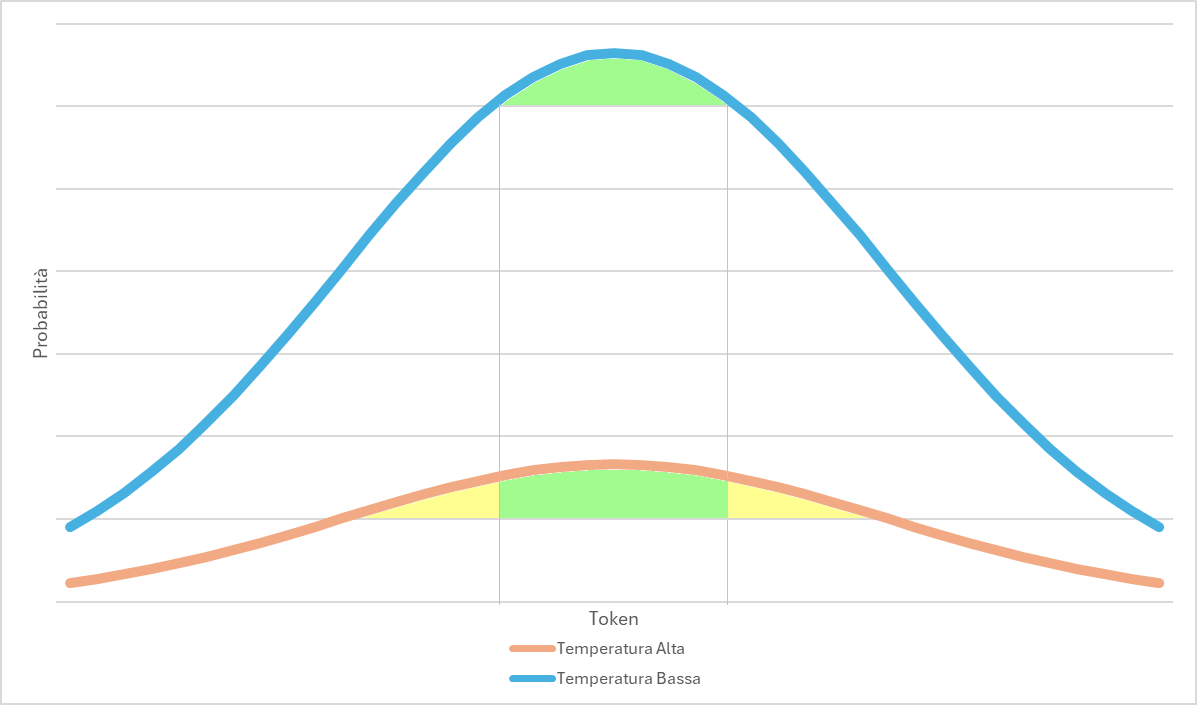 Probabilità
Token
Temperatura Alta
Temperatura Bassa